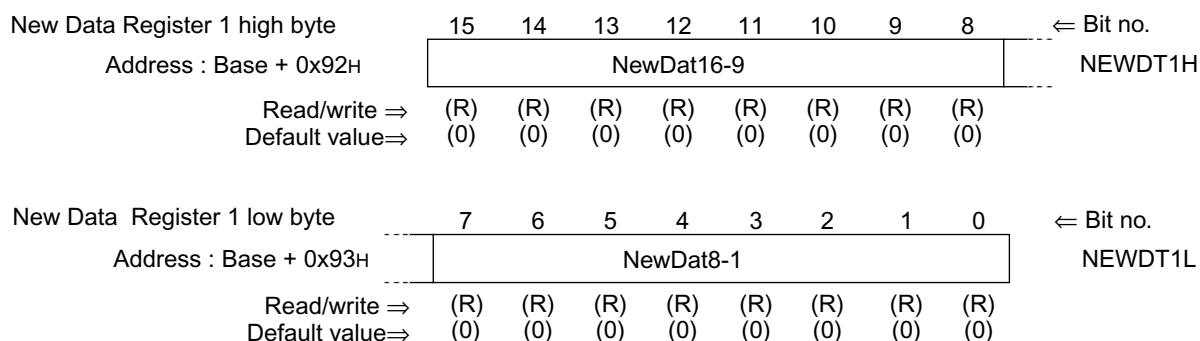 New Data Register 1 high byte 15 14 13 12 11 10 9 8 ⇐ Bit no.
Address : Base + 0x92H NewDat16-9 NEWDT1H
Read/write ⇒ (R) (R) (R) (R) (R) (R) (R) (R)
Default value⇒ (0) (0) (0) (0) (0) (0) (0) (0)
New Data Register 1 low byte 7 6 5 4 3 2 1 0 ⇐ Bit no.
Address : Base + 0x93H NewDat8-1 NEWDT1L
Read/write ⇒ (R) (R) (R) (R) (R) (R) (R) (R)
Default value⇒ (0) (0) (0) (0) (0) (0) (0) (0)